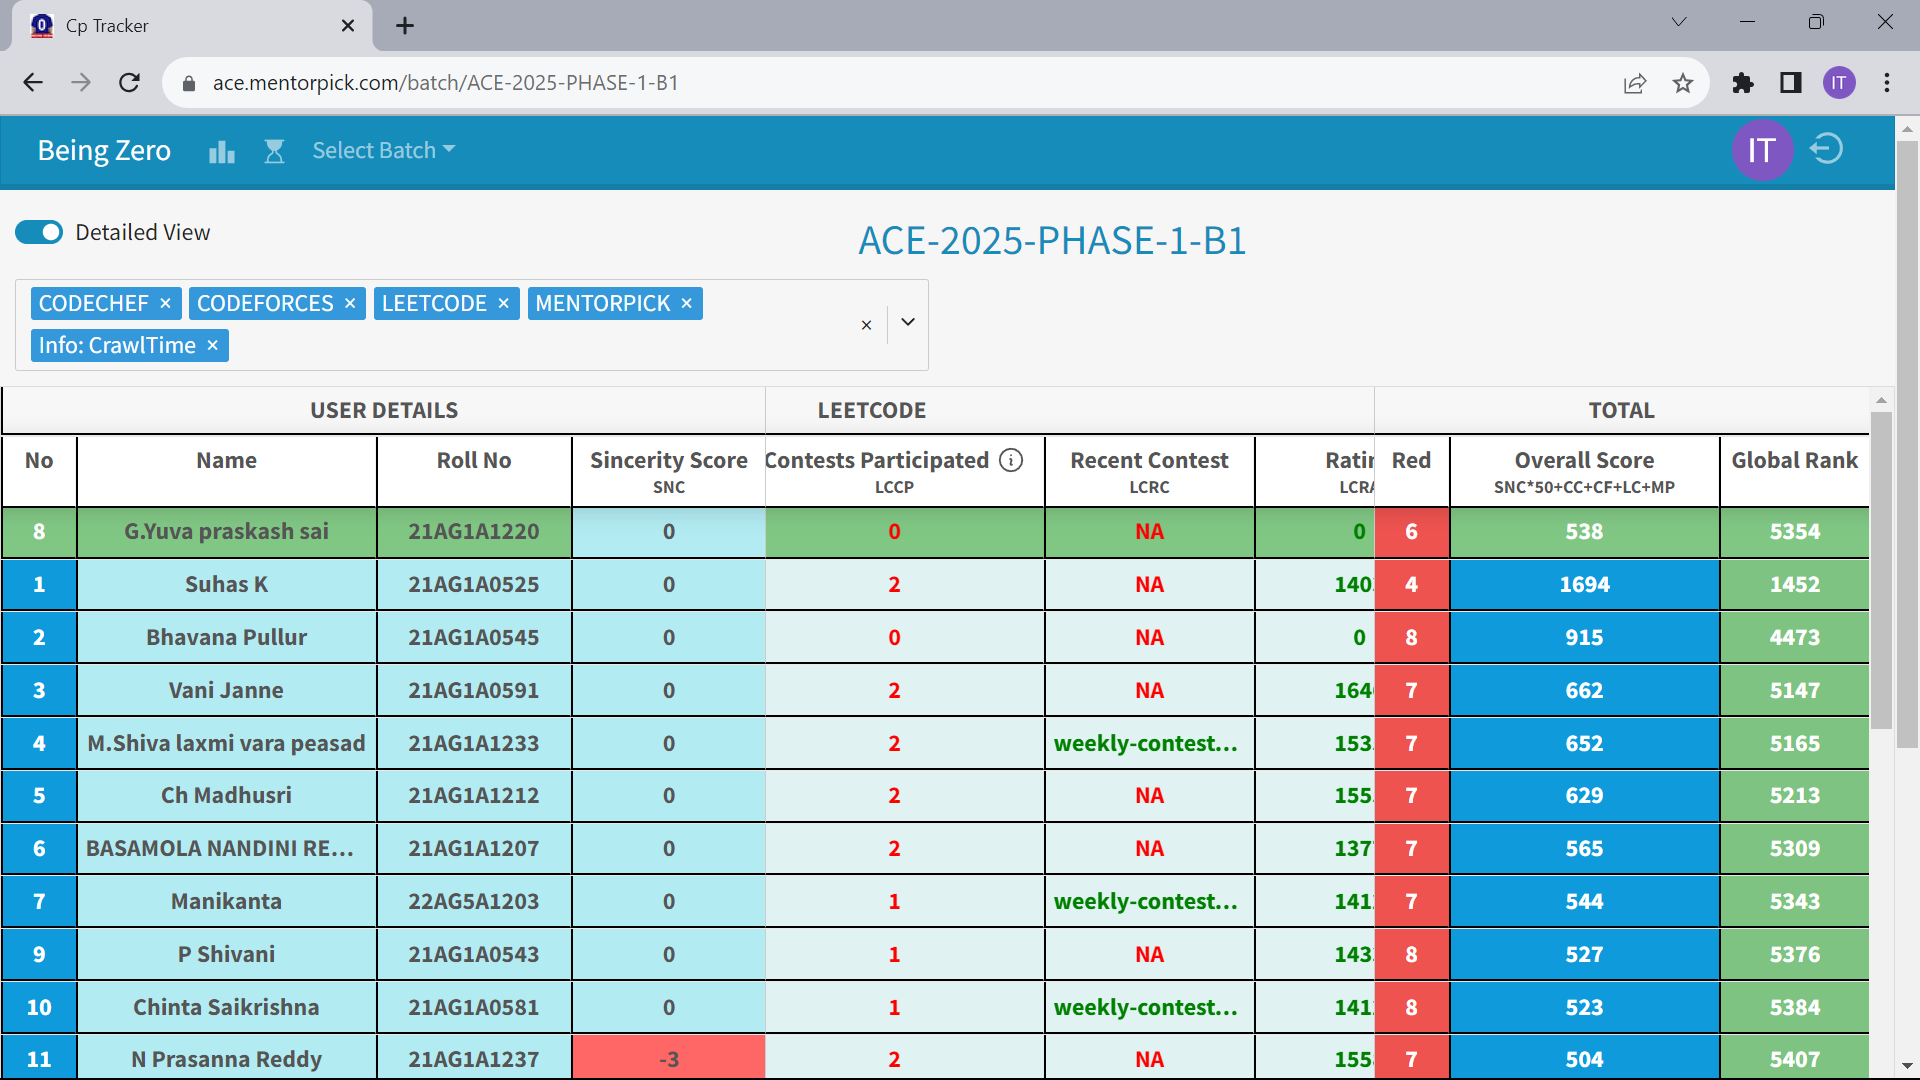 Cp Tracker
ace.mentorpick.com/batch/ACE-2025-PHASE-1-B1
IT
Being Zero Select Batch IT
Detailed View
ACE-2025-PHASE-1-B1
CODECHEF × CODEFORCES × LEETCODE × MENTORPICK ×
Info: CrawlTime ×
USER DETAILS LEETCODE TOTAL
No Name Roll No Sincerity Score Contests Participated Recent Contest Ratin Red Overall Score Global Rank
SNC LCCP LCRC LCRA SNC*50+CC+CF+LC+MP
8 G.Yuva praskash sai 21AG1A1220 0 0 NA 0 6 538 5354
1 Suhas K 21AG1A0525 0 2 NA 140 4 1694 1452
2 Bhavana Pullur 21AG1A0545 0 0 NA 0 8 915 4473
3 Vani Janne 21AG1A0591 0 2 NA 164 7 662 5147
4 M.Shiva laxmi vara peasad 21AG1A1233 0 2 weekly-contest... 153 7 652 5165
5 Ch Madhusri 21AG1A1212 0 2 NA 155 7 629 5213
6 BASAMOLA NANDINI RE... 21AG1A1207 0 2 NA 137 7 565 5309
7 Manikanta 22AG5A1203 0 1 weekly-contest... 141 7 544 5343
9 P Shivani 21AG1A0543 0 1 NA 143 8 527 5376
10 Chinta Saikrishna 21AG1A0581 0 1 weekly-contest... 141 8 523 5384
11 N Prasanna Reddy 21AG1A1237 -3 2 NA 155 7 504 5407